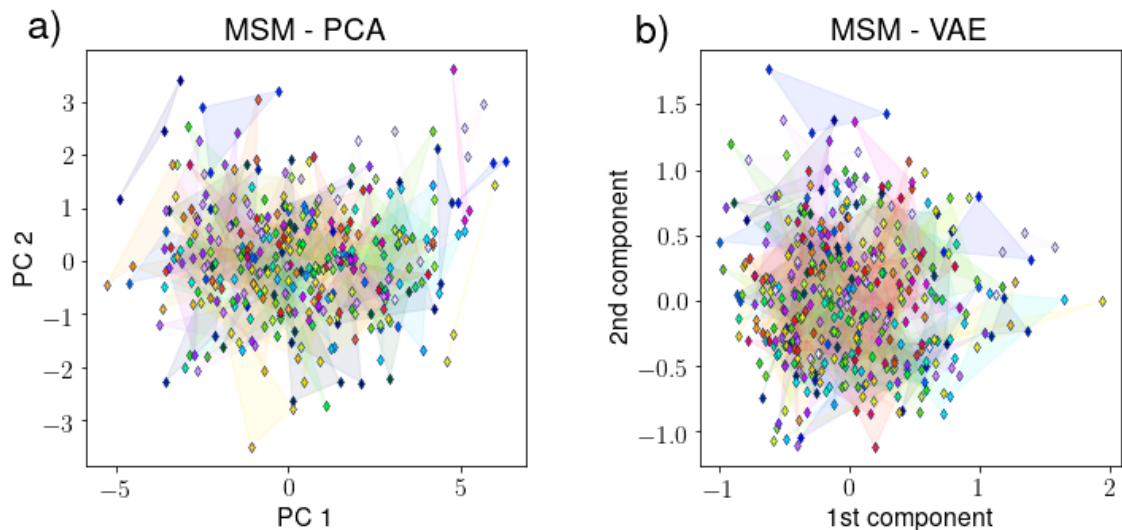 a)
MSM - PCA
3
2
1
0
−1
−2
−3
PC 2
−5
0
5
PC 1
b)
MSM - VAE
1.5
1.0
0.5
0.0
−0.5
−1.0
2nd component
−1
0
1
2
1st component